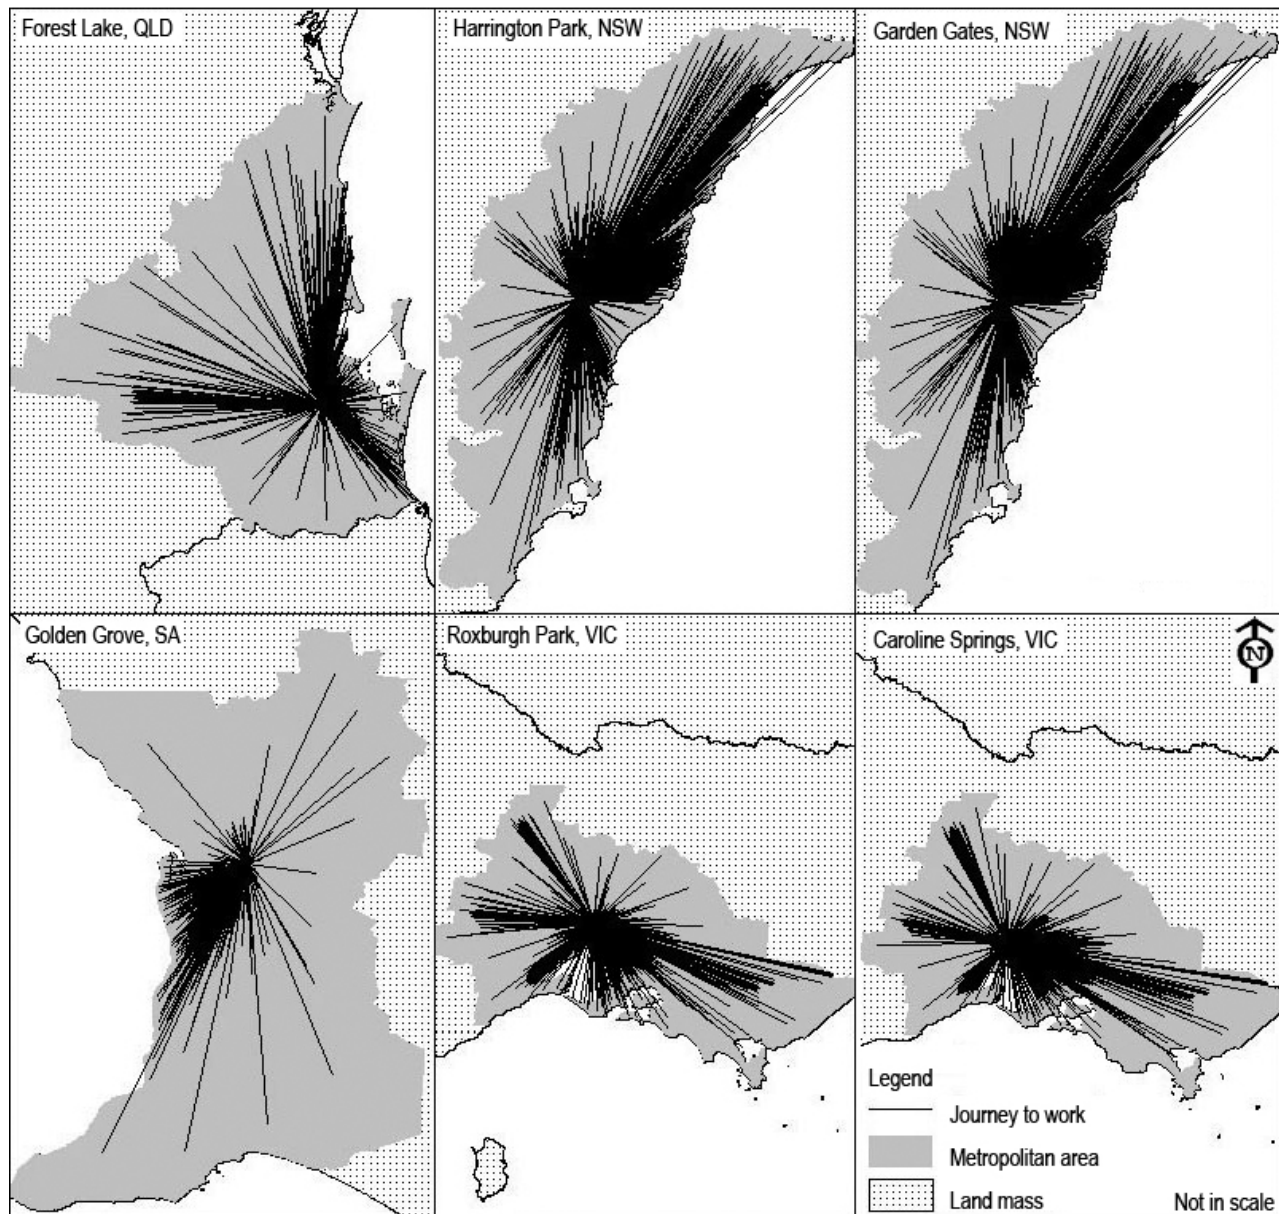 Forest Lake, QLD
Harrington Park, NSW
Garden Gates, NSW
Golden Grove, SA
Roxburgh Park, VIC
Caroline Springs, VIC
N
Legend
Journey to work
Metropolitan area
Land mass
Not in scale